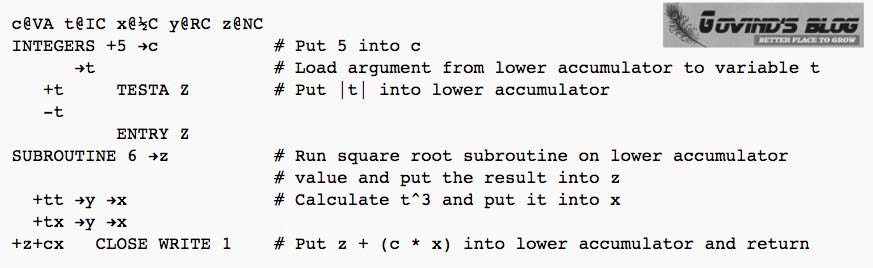 c@VA t@IC x@½C y@RC z@NC
GOVIND'S BLOG
BETTER PLACE TO GROW
INTEGERS +5 →c # Put 5 into c
→t # Load argument from lower accumulator to variable t
+t TESTA Z # Put |t| into lower accumulator
-t
ENTRY Z
SUBROUTINE 6 →z # Run square root subroutine on lower accumulator
# value and put the result into z
+tt →y →x # Calculate t^3 and put it into x
+tx →y →x
+z+cx CLOSE WRITE 1 # Put z + (c * x) into lower accumulator and return